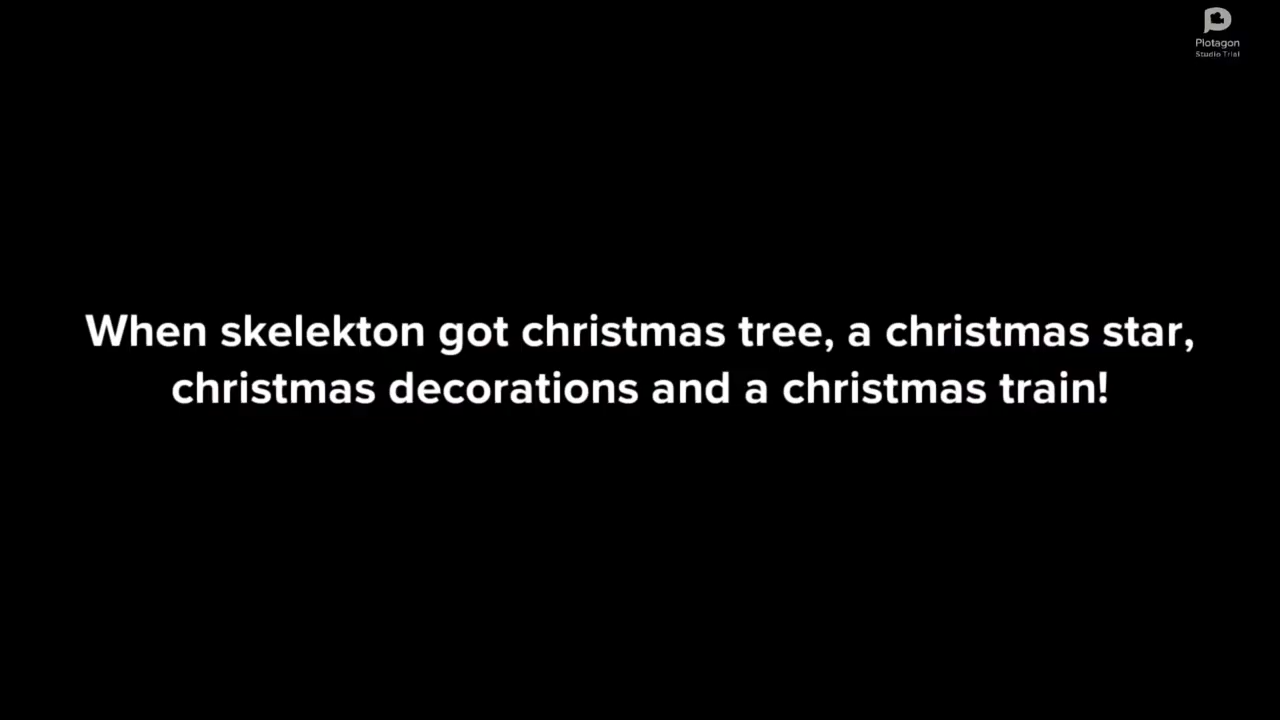 Plotagon
Studio Trial
When skelekton got christmas tree, a christmas star,
christmas decorations and a christmas train!